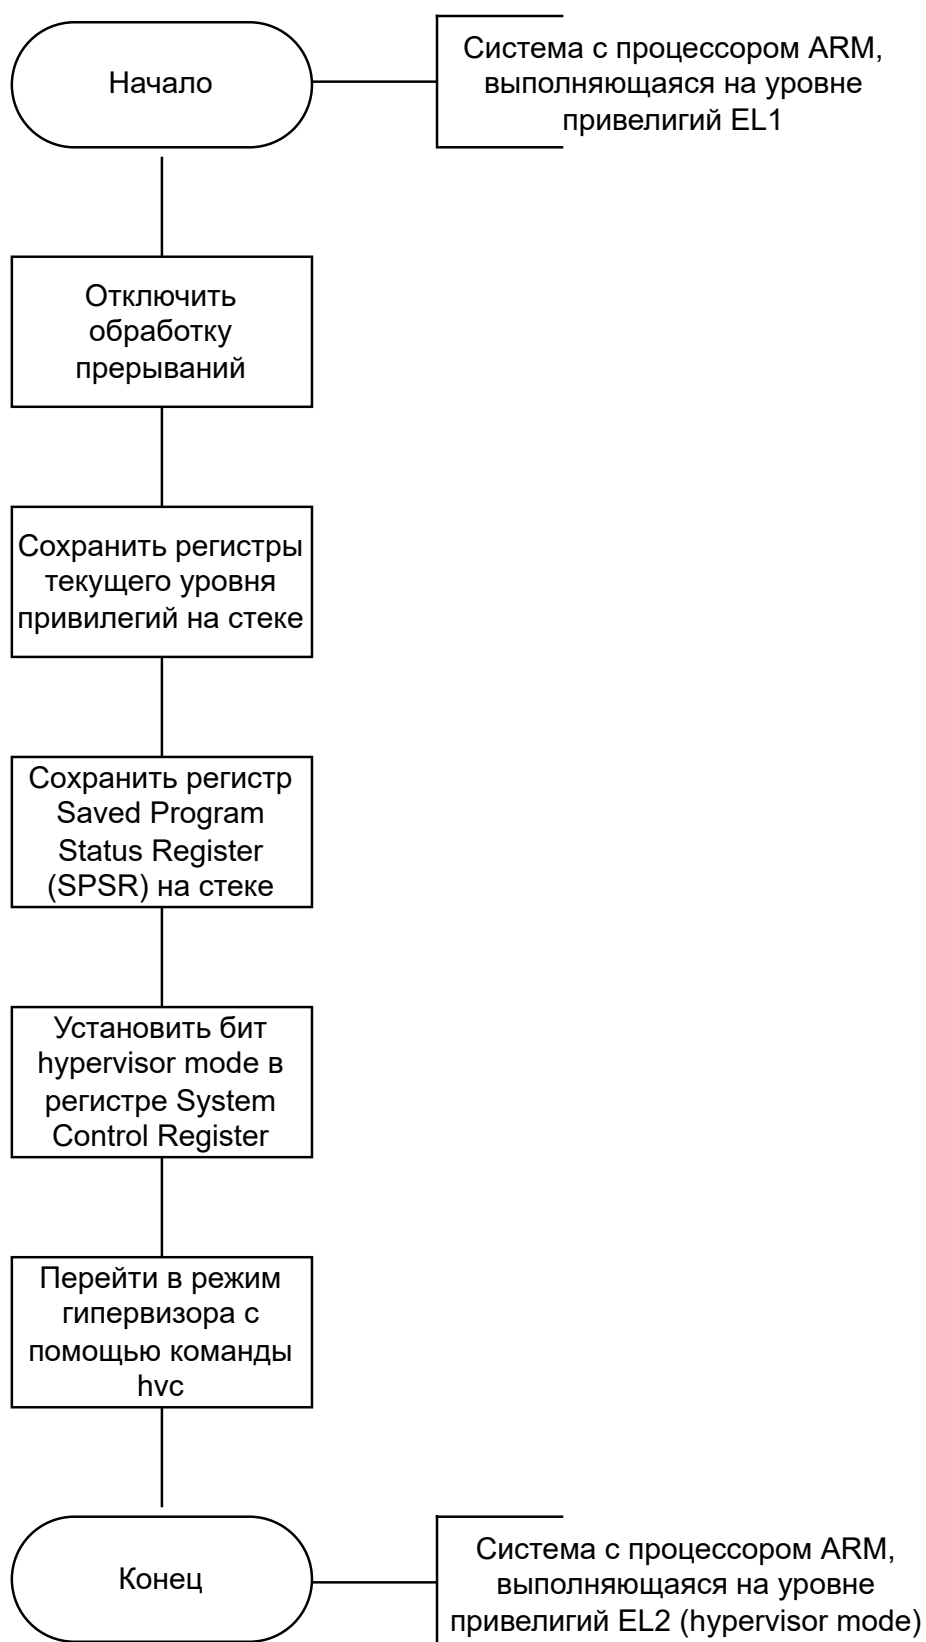 Начало
Система с процессором ARM,
выполняющаяся на уровне
привелигий EL1
Отключить
обработку
прерываний
Сохранить регистры
текущего уровня
привилегий на стеке
Сохранить регистр
Saved Program
Status Register
(SPSR) на стеке
Установить бит
hypervisor mode в
регистре System
Control Register
Перейти в режим
гипервизора с
помощью команды
hvc
Конец
Система с процессором ARM,
выполняющаяся на уровне
привелигий EL2 (hypervisor mode)